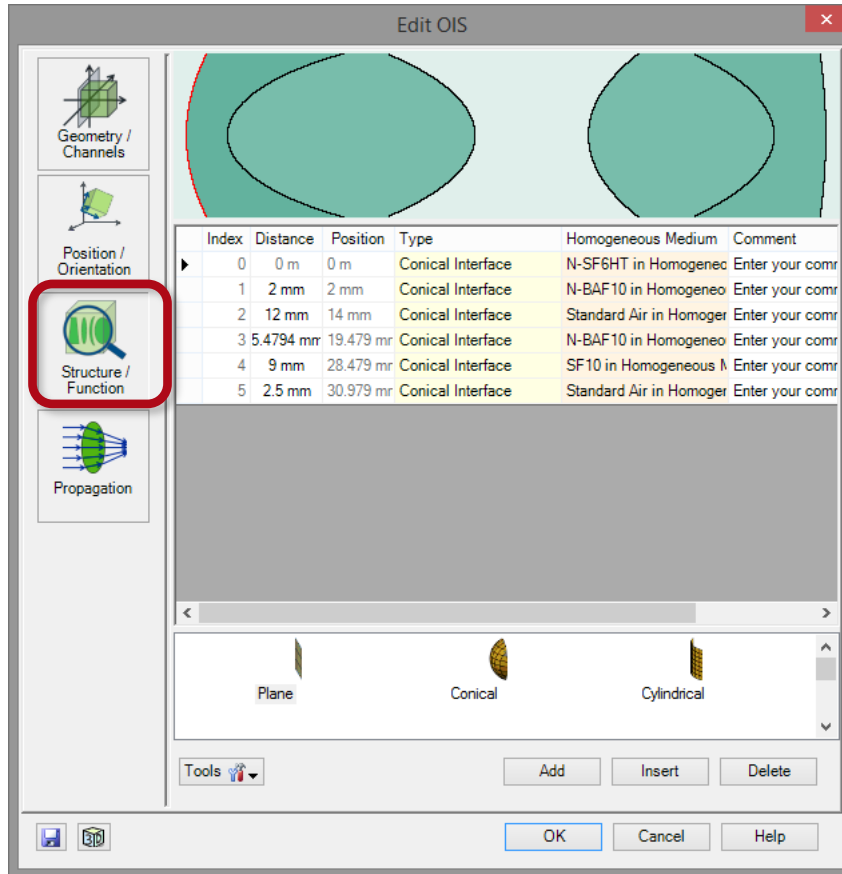 Edit OIS
Geometry /
Channels
Position /
Orientation
Structure /
Function
Propagation
Index Distance Position Type Homogeneous Medium Comment
0 0 m 0 m Conical Interface N-SF6HT in Homogeneo Enter your comr
1 2 mm 2 mm Conical Interface N-BAF10 in Homogeneo Enter your comr
2 12 mm 14 mm Conical Interface Standard Air in Homoger Enter your comr
3 5.4794 mm 19.479 mr Conical Interface N-BAF10 in Homogeneo Enter your comr
4 9 mm 28.479 mr Conical Interface SF10 in Homogeneous M Enter your comr
5 2.5 mm 30.979 mr Conical Interface Standard Air in Homoger Enter your comr
Plane Conical Cylindrical
Tools Add Insert Delete
3D OK Cancel Help